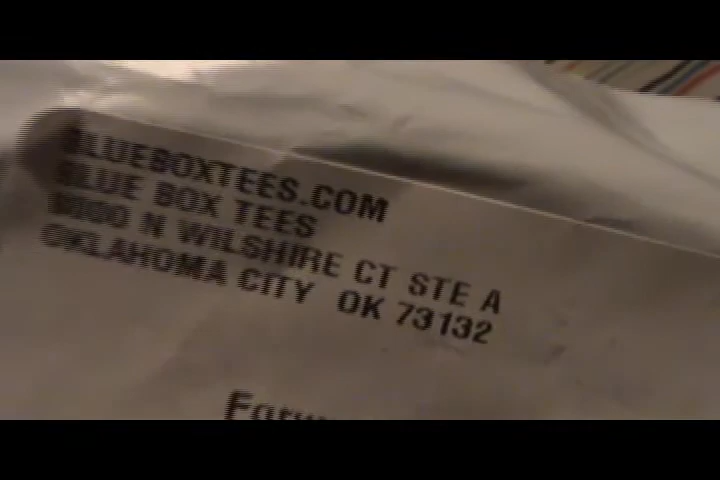 BLUEBOXTEES.COM
BLUE BOX TEES
N WILSHIRE CT STE A
OKLAHOMA CITY OK 73132